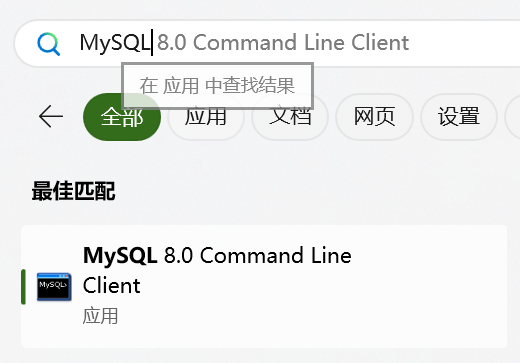 MySQL 8.0 Command Line Client
在 应用 中查找结果
全部 应用 文档 网页 设置
最佳匹配
MySQL 8.0 Command Line
Client
MySQL>
应用